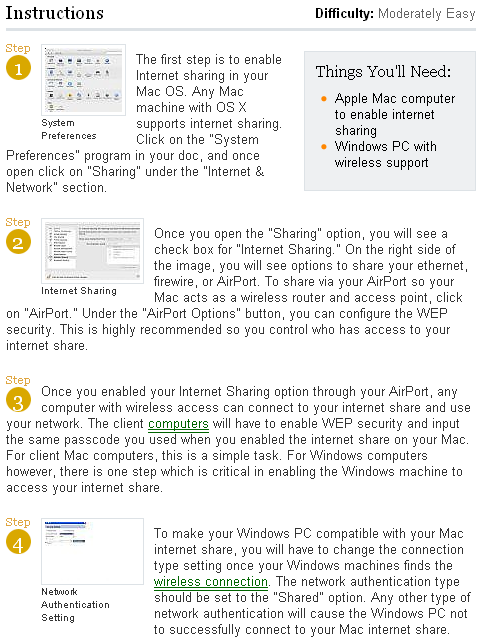 Instructions
Difficulty: Moderately Easy
Step
1
System
Preferences
The first step is to enable
Internet sharing in your
Mac OS. Any Mac
machine with OS X
supports internet sharing.
Click on the "System
Preferences" program in your doc, and once
open click on "Sharing" under the "Internet &
Network" section.
Things You'll Need:
Apple Mac computer
to enable internet
sharing
Windows PC with
wireless support
Step
2
Internet Sharing
Once you open the "Sharing" option, you will see a
check box for "Internet Sharing." On the right side of
the image, you will see options to share your ethernet,
firewire, or AirPort. To share via your AirPort so your
Mac acts as a wireless router and access point, click
on "AirPort." Under the "AirPort Options" button, you can configure the WEP
security. This is highly recommended so you control who has access to your
internet share.
Step
3
Once you enabled your Internet Sharing option through your AirPort, any
computer with wireless access can connect to your internet share and use
your network. The client computers will have to enable WEP security and input
the same passcode you used when you enabled the internet share on your Mac.
For client Mac computers, this is a simple task. For Windows computers
however, there is one step which is critical in enabling the Windows machine to
access your internet share.
Step
4
Network
Authentication
Setting
To make your Windows PC compatible with your Mac
internet share, you will have to change the connection
type setting once your Windows machines finds the
wireless connection. The network authentication type
should be set to the "Shared" option. Any other type of
network authentication will cause the Windows PC not
to successfully connect to your Mac internet share.